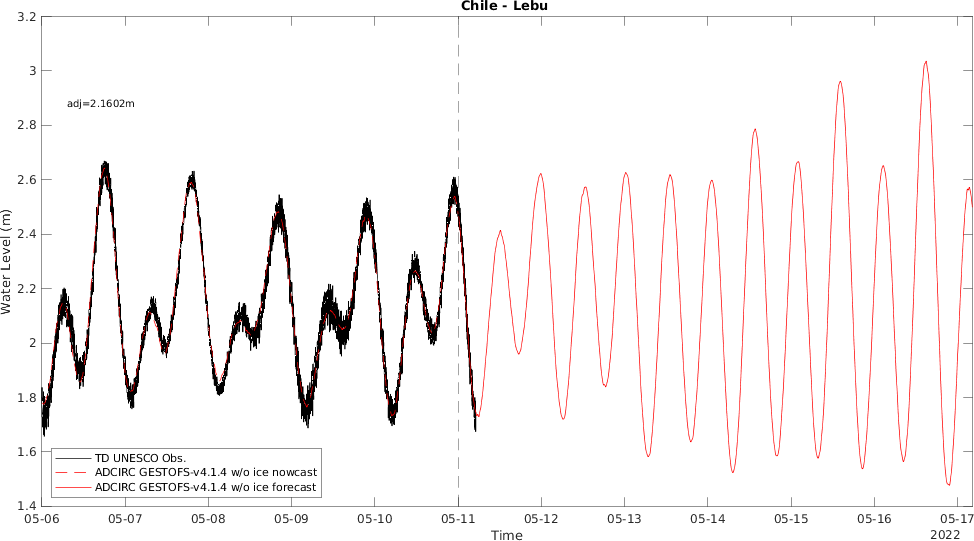 Chile - Lebu
3.2
3
2.8
2.6
2.4
2.2
2
1.8
1.6
1.4
Water Level (m)
adj=2.1602m
TD UNESCO Obs.
ADCIRC GESTOFS-v4.1.4 w/o ice nowcast
ADCIRC GESTOFS-v4.1.4 w/o ice forecast
05-06 05-07 05-08 05-09 05-10 05-11 05-12 05-13 05-14 05-15 05-16 05-17
Time
2022